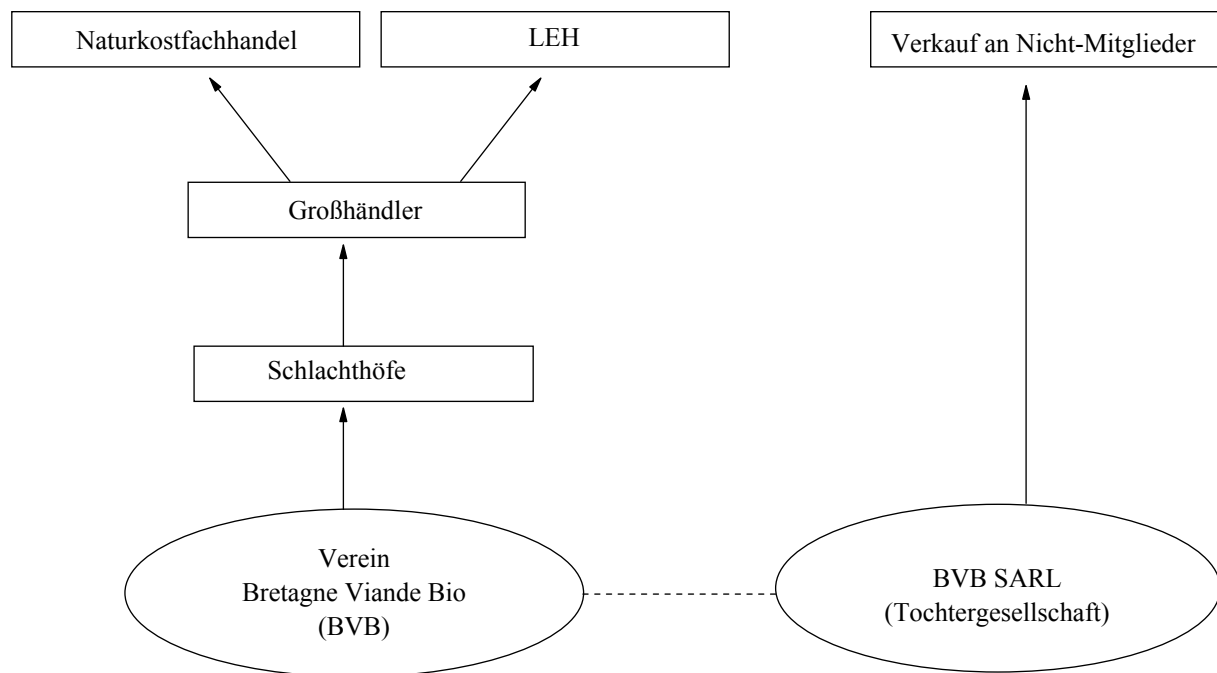 Naturkostfachhandel
LEH
Verkauf an Nicht-Mitglieder
Großhändler
Schlachthöfe
Verein
Bretagne Viande Bio
(BVB)
BVB SARL
(Tochtergesellschaft)